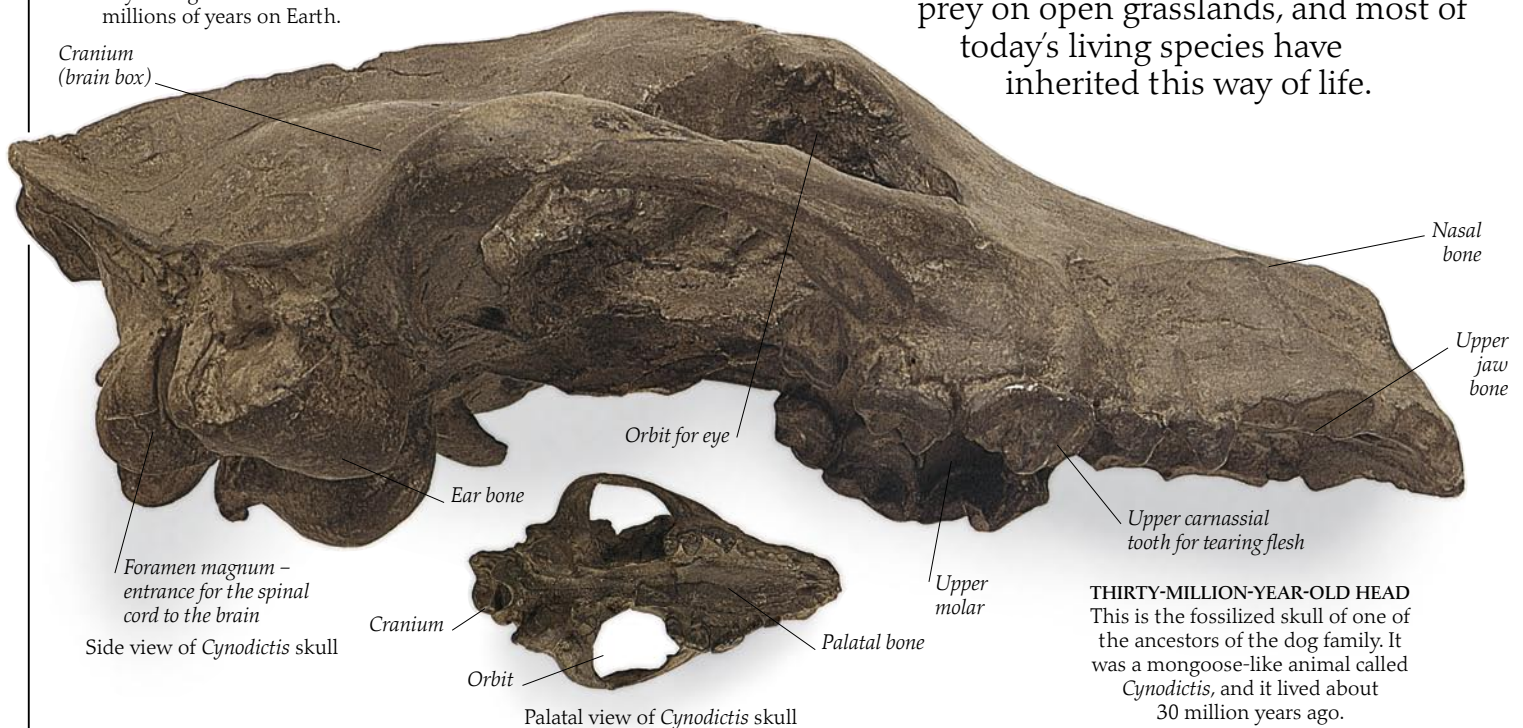 millions of years on Earth.
prey on open grasslands, and most of
today's living species have
inherited this way of life.
Cranium
(brain box)
Nasal
bone
Upper
jaw
bone
Orbit for eye
Ear bone
Upper carnassial
tooth for tearing flesh
Foramen magnum –
entrance for the spinal
cord to the brain
Side view of Cynodictis skull
Cranium
Orbit
Palatal bone
Upper
molar
Palatal view of Cynodictis skull
THIRTY-MILLION-YEAR-OLD HEAD
This is the fossilized skull of one of
the ancestors of the dog family. It
was a mongoose-like animal called
Cynodictis, and it lived about
30 million years ago.